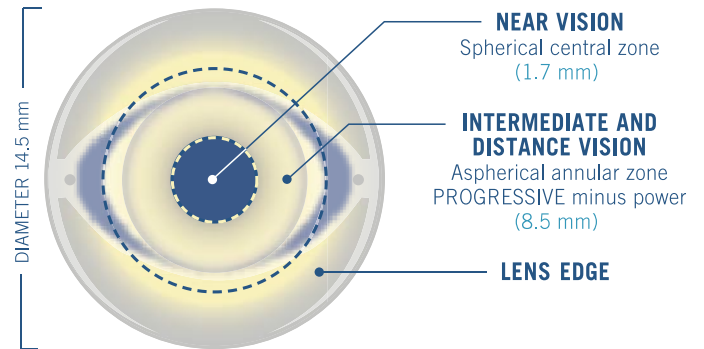 NEAR VISION
Spherical central zone
(1.7 mm)
INTERMEDIATE AND
DISTANCE VISION
Aspherical annular zone
PROGRESSIVE minus power
(8.5 mm)
LENS EDGE
DIAMETER 14.5 mm